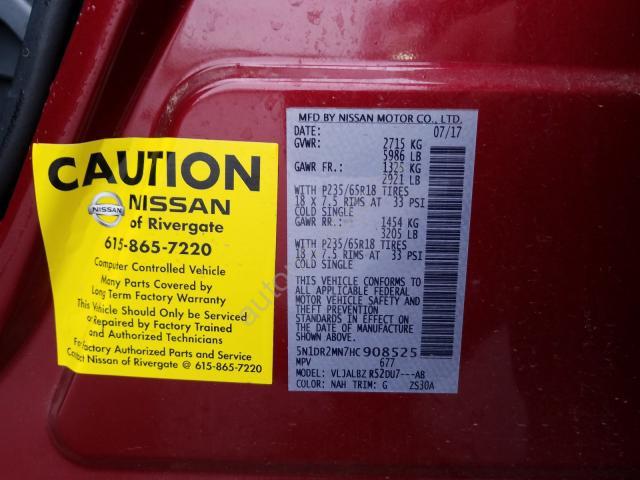 CAUTION
NISSAN
NISSAN
of Rivergate
615-865-7220
Computer Controlled Vehicle
Many Parts Covered by
Long Term Factory Warranty
This Vehicle Should Only be Serviced
or Repaired by Factory Trained
and Authorized Technicians
For Factory Authorized Parts and Service
Contact Nissan of Rivergate @ 615-865-7220
MFD BY NISSAN MOTOR CO., LTD.
DATE: 07/17
GVWR: 2715 KG
5986 LB
GAWR FR.: 1325 KG
2921 LB
WITH P235/65R18 TIRES
18 X 7.5 RIMS AT 33 PSI
COLD SINGLE
GAWR RR.: 1454 KG
3205 LB
WITH P235/65R18 TIRES
18 X 7.5 RIMS AT 33 PSI
COLD SINGLE
THIS VEHICLE CONFORMS TO
ALL APPLICABLE FEDERAL
MOTOR VEHICLE SAFETY AND
THEFT PREVENTION
STANDARDS IN EFFECT ON
THE DATE OF MANUFACTURE
SHOWN ABOVE.
5N1DR2MN7HC908525
MPV 677
MODEL: VLJALBZ R52DU7---AB
COLOR: NAH TRIM: G ZS30A